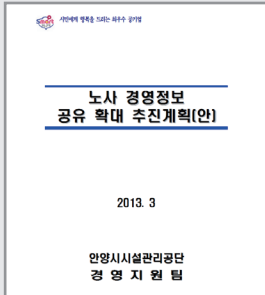 Smart
시민에게 행복을 드리는 최우수 공기업
노사 경영정보
공유 확대 추진계획(안)
2013. 3
안양시시설관리공단
경 영 지 원 팀